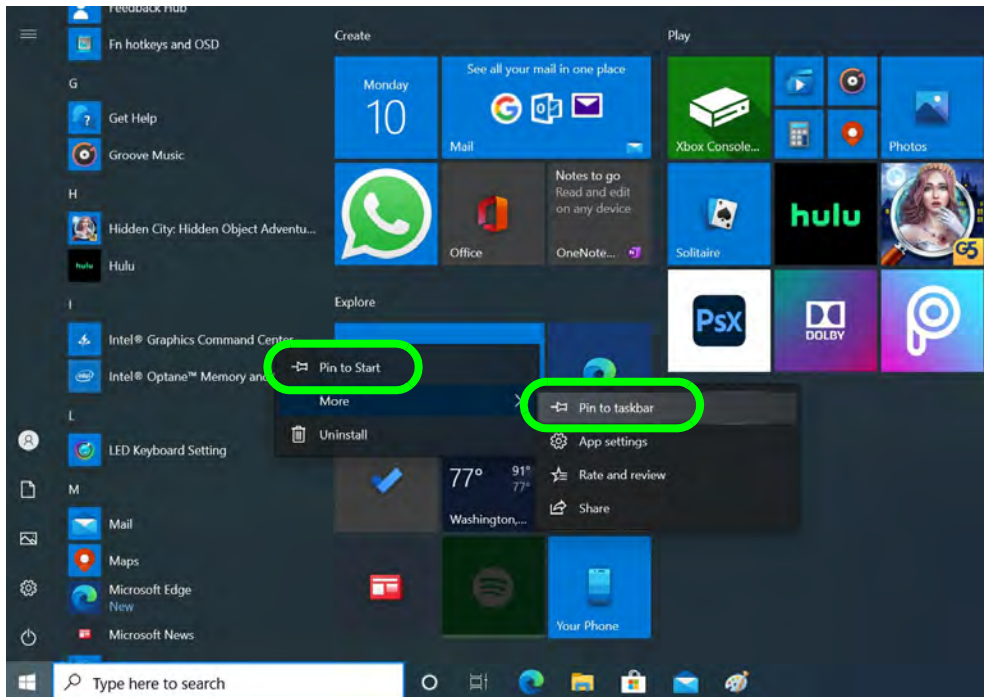 Feedback Hub
Fn hotkeys and OSD
G
Get Help
Groove Music
H
Hidden City: Hidden Object Adventu...
hulu
Hulu
I
Intel® Graphics Command Center
Intel® Optane™ Memory and
L
LED Keyboard Setting
M
Mail
Maps
Microsoft Edge
New
Microsoft News
Create
Monday
10
See all your mail in one place
Mail
Office
Notes to go
Read and edit
on any device
OneNote...
Explore
77°
91°
77°
Washington,...
Your Phone
Play
Xbox Console...
Photos
Solitaire
hulu
G5
PsX
DOLBY
Pin to Start
More
Uninstall
Pin to taskbar
App settings
Rate and review
Share
Type here to search